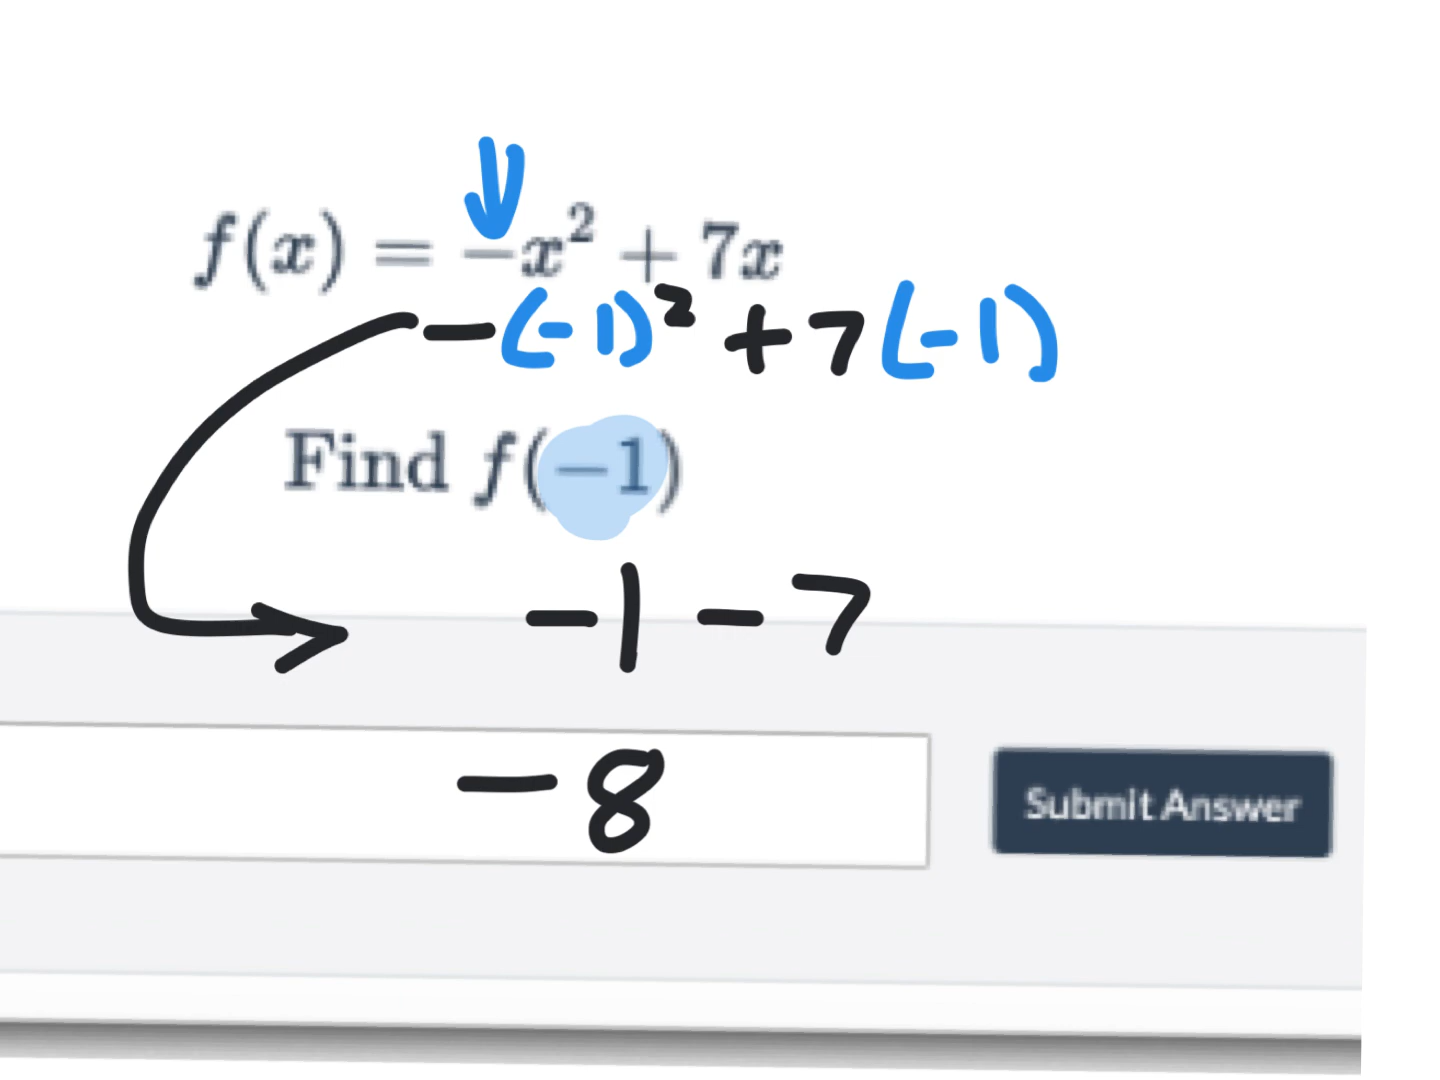 f(x) = −x² + 7x
−(−1)² + 7(−1)
Find f(−1)
−1 − 7
−8
Submit Answer